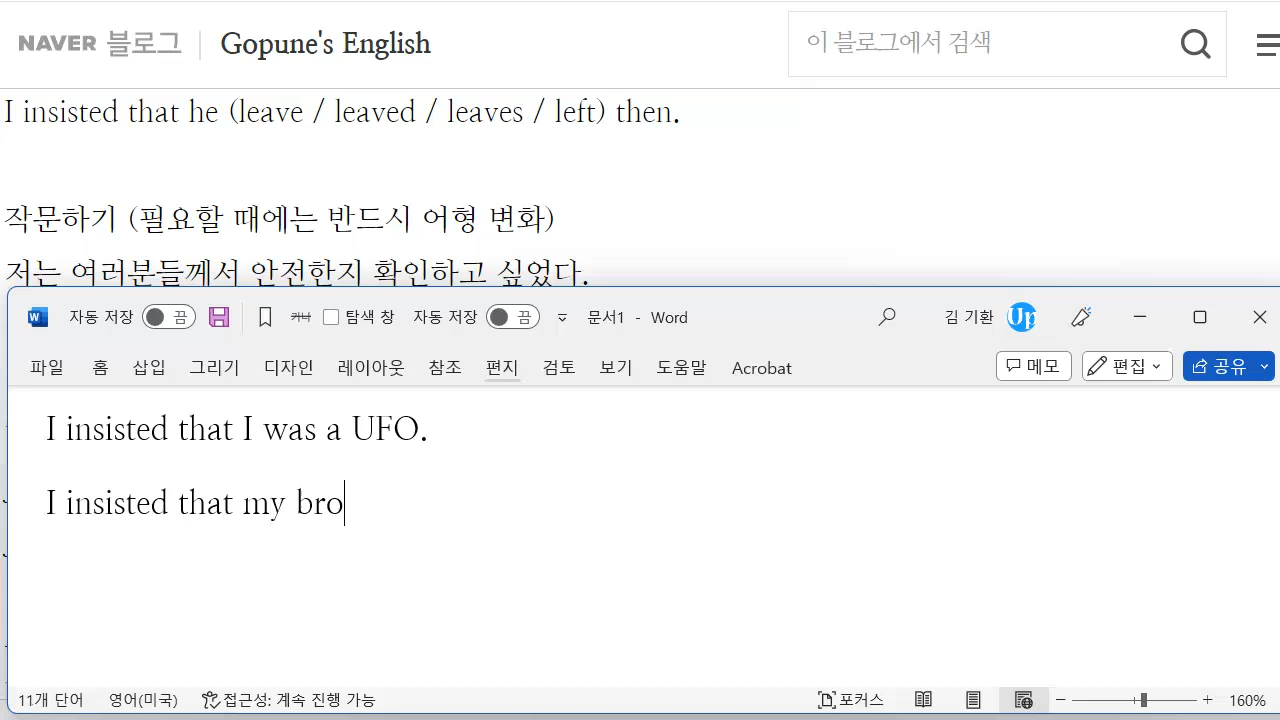 NAVER 블로그 Gopune's English 이 블로그에서 검색
I insisted that he (leave / leaved / leaves / left) then.
작문하기 (필요할 때에는 반드시 어형 변화)
저는 여러분들께서 안전한지 확인하고 싶었다.
자동 저장 끔 탐색 창 자동 저장 끔 문서1 - Word 김 기환 Up
파일 홈 삽입 그리기 디자인 레이아웃 참조 편지 검토 보기 도움말 Acrobat 메모 편집 공유
I insisted that I was a UFO.
I insisted that my bro
11개 단어 영어(미국) 접근성: 계속 진행 가능 포커스 160%